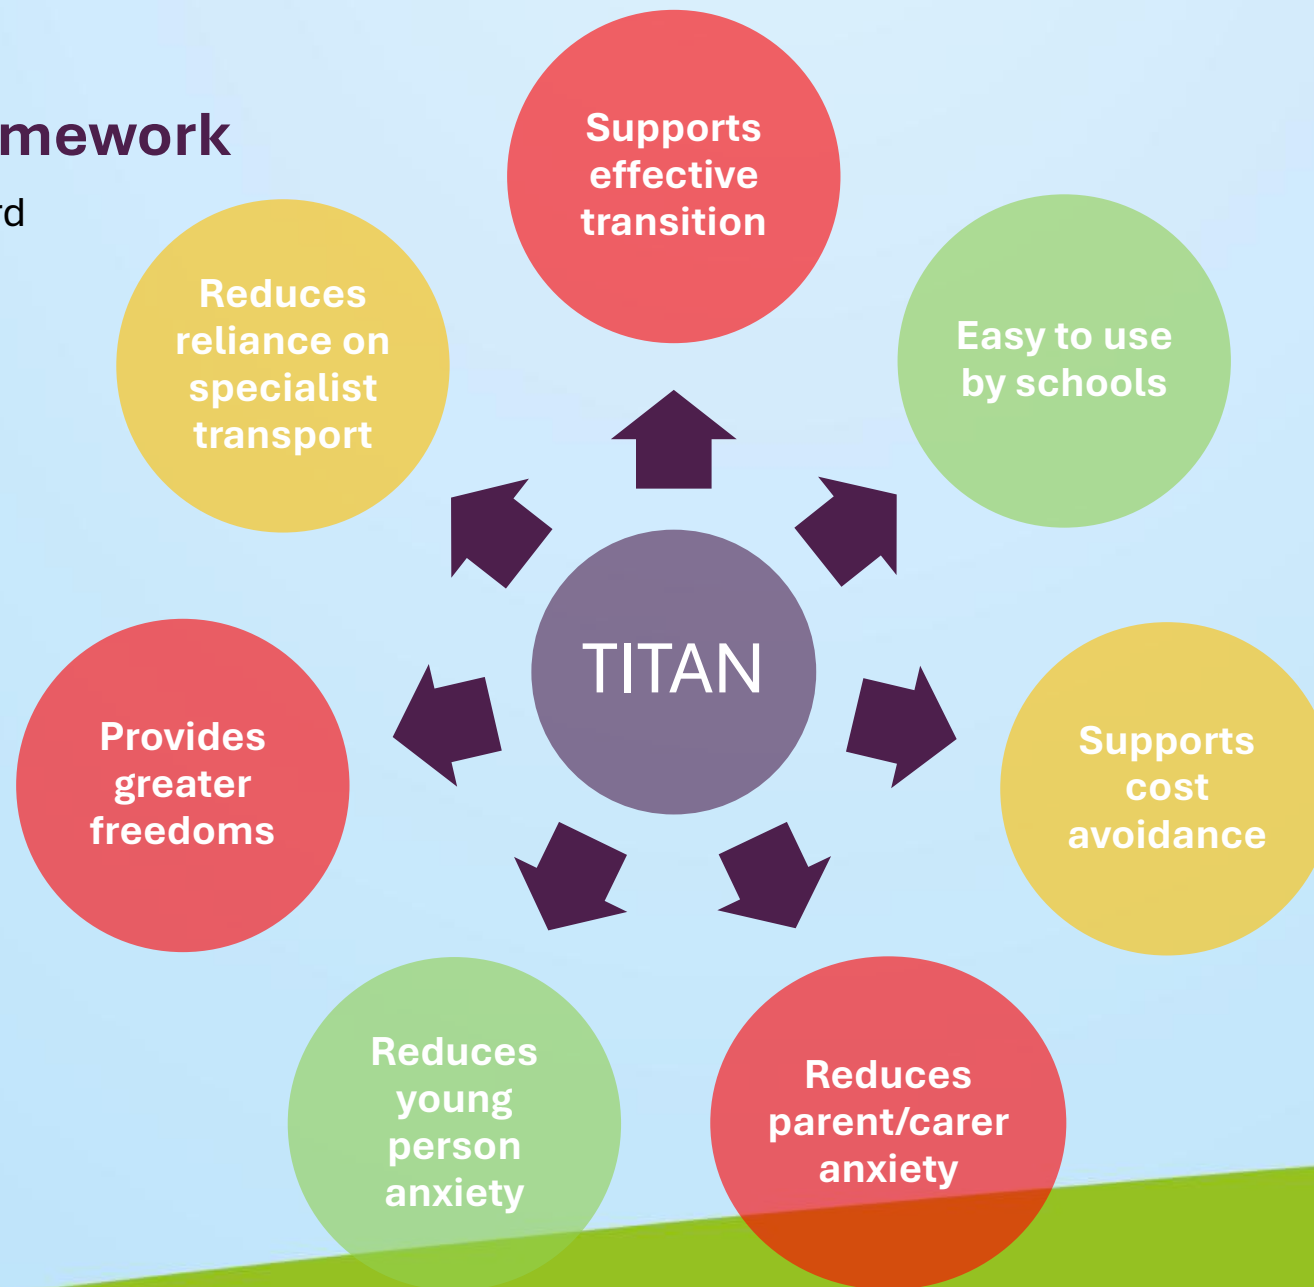 mework
rd
Supports
effective
transition
Easy to use
by schools
Supports
cost
avoidance
Reduces
parent/carer
anxiety
Reduces
young
person
anxiety
Provides
greater
freedoms
Reduces
reliance on
specialist
transport
TITAN